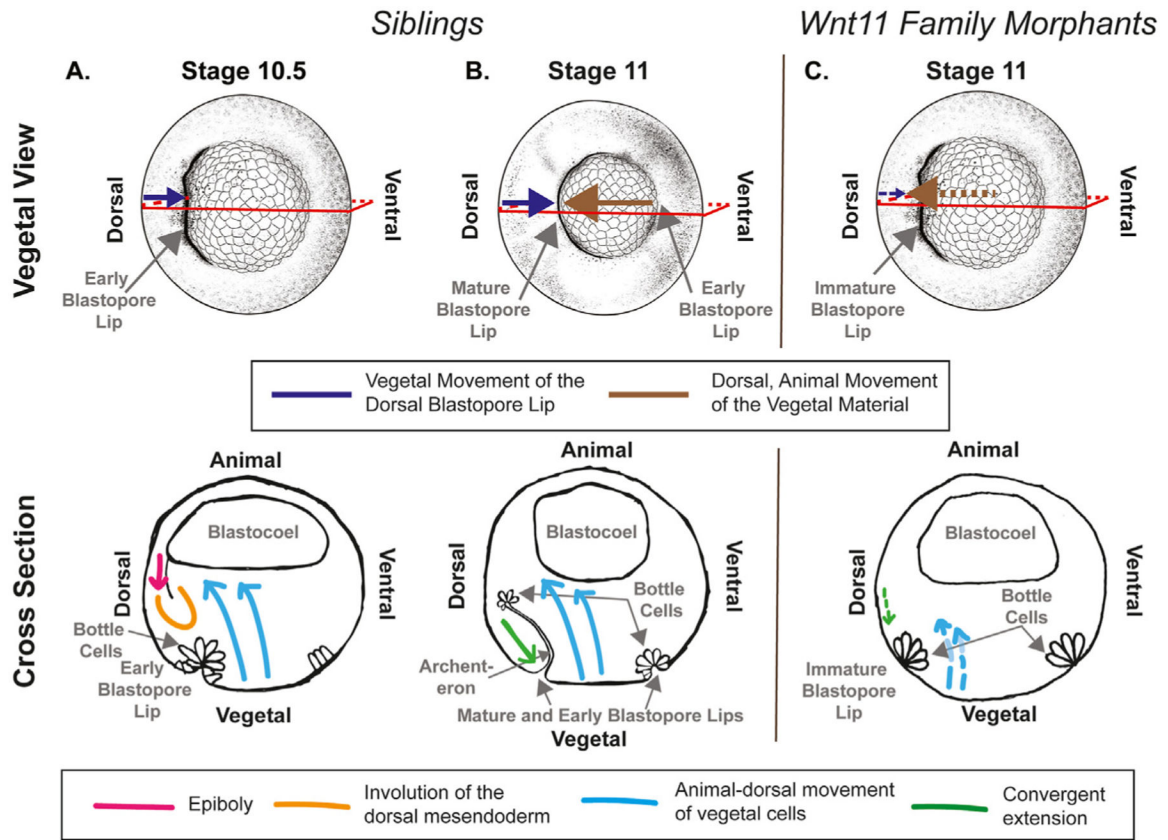 Siblings
Wnt11 Family Morphants
A.
Stage 10.5
B.
Stage 11
C.
Stage 11
Vegetal View
Dorsal
Ventral
Early
Blastopore
Lip
Dorsal
Ventral
Mature
Blastopore
Lip
Early
Blastopore
Lip
Dorsal
Ventral
Immature
Blastopore
Lip
Vegetal Movement of the
Dorsal Blastopore Lip
Dorsal, Animal Movement
of the Vegetal Material
Cross Section
Animal
Blastocoel
Dorsal
Ventral
Bottle
Cells
Early
Blastopore
Lip
Vegetal
Animal
Blastocoel
Dorsal
Ventral
Bottle
Cells
Archent-
eron
Mature and Early Blastopore Lips
Vegetal
Animal
Blastocoel
Dorsal
Ventral
Bottle
Cells
Immature
Blastopore
Lip
Vegetal
Epiboly
Involution of the
dorsal mesendoderm
Animal-dorsal movement
of vegetal cells
Convergent
extension